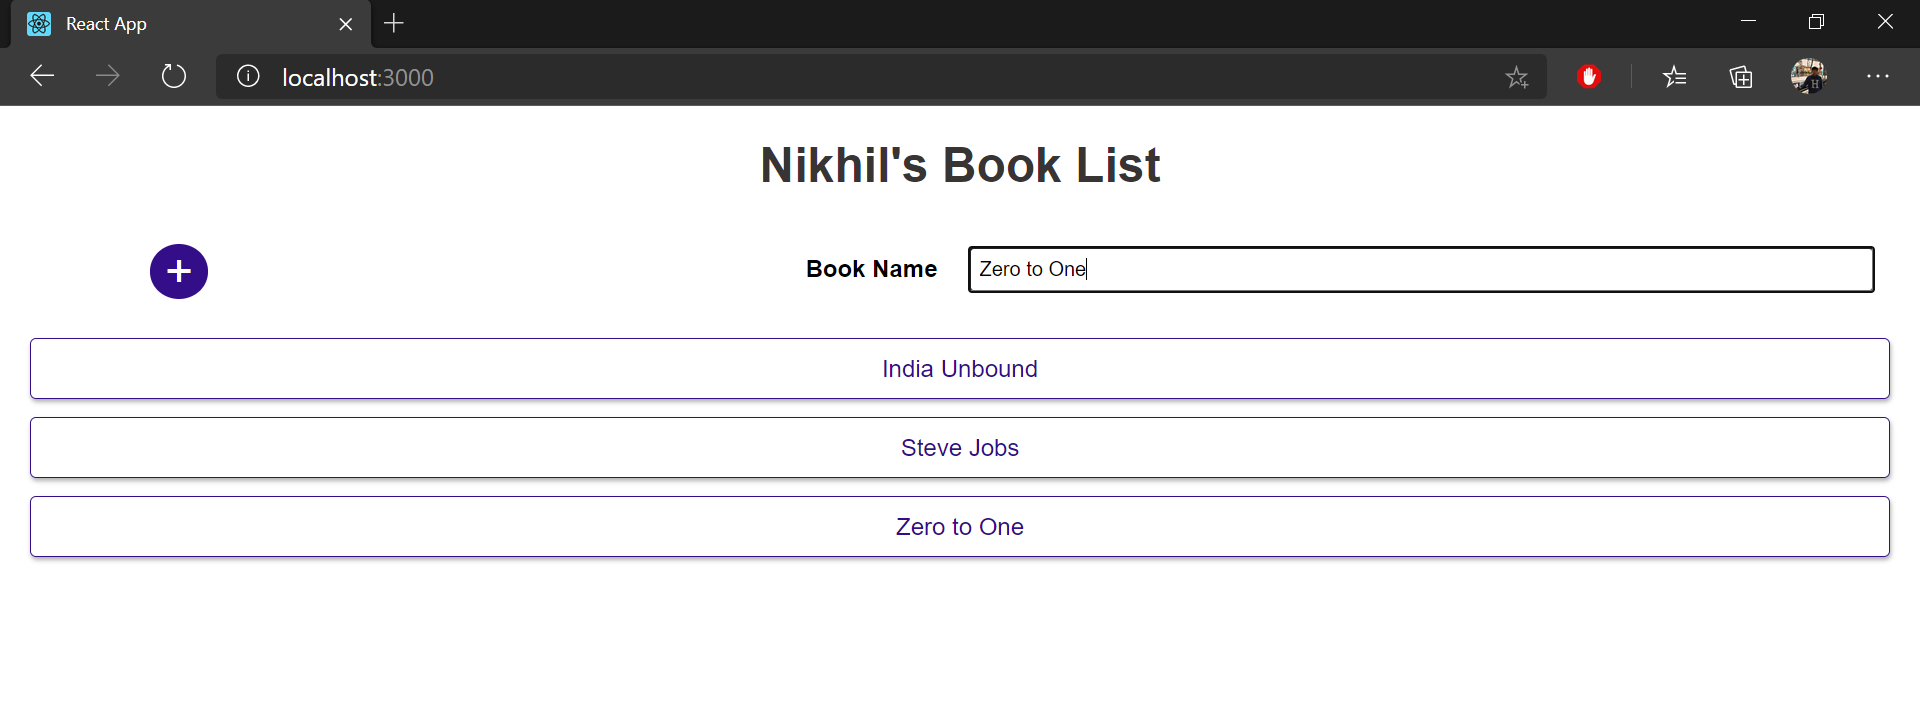 React App
localhost:3000
Nikhil's Book List
Book Name
Zero to One
India Unbound
Steve Jobs
Zero to One